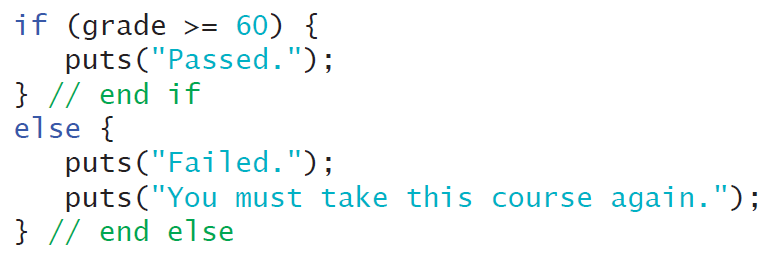 if (grade >= 60) {
   puts("Passed.");
} // end if
else {
   puts("Failed.");
   puts("You must take this course again.");
} // end else